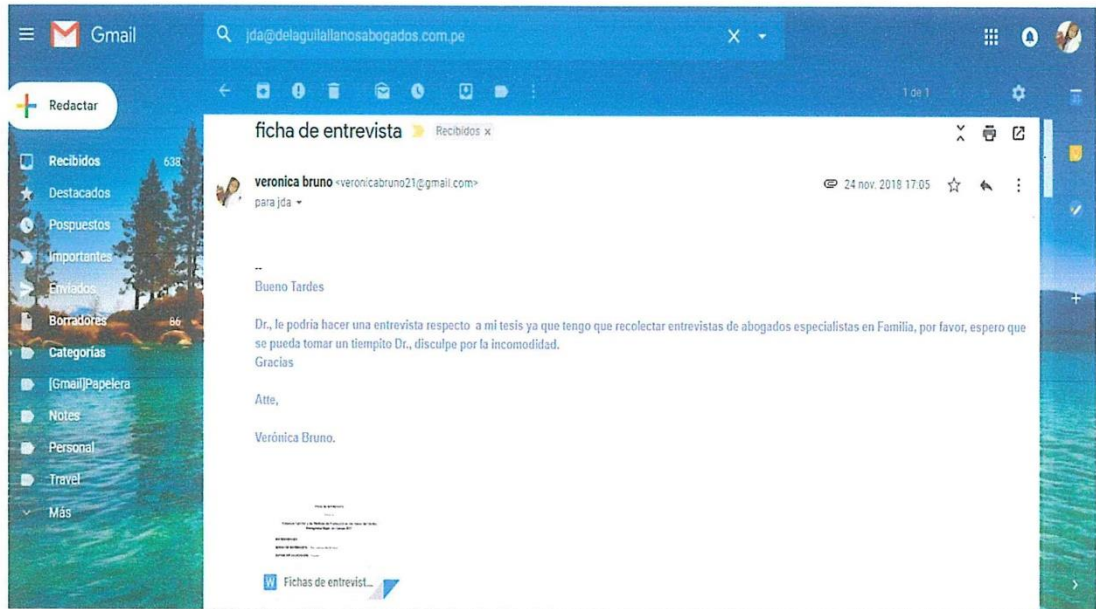 Gmail
jda@delaguilallanosabogados.com.pe
Redactar
1 de 1
ficha de entrevista Recibidos x
Recibidos 638
veronica bruno <veronicabruno21@gmail.com>
24 nov. 2018 17:05
para jda
Destacados
Pospuestos
Importantes
Enviados
Borradores 86
Categorías
[Gmail]Papelera
Notes
Personal
Travel
Más
--
Bueno Tardes
Dr., le podría hacer una entrevista respecto a mi tesis ya que tengo que recolectar entrevistas de abogados especialistas en Familia, por favor, espero que
se pueda tomar un tiempito Dr., disculpe por la incomodidad.
Gracias
Atte,
Verónica Bruno.
W Fichas de entrevist...